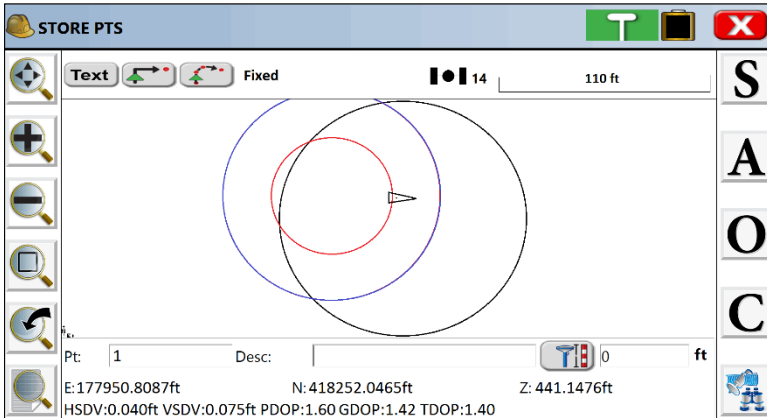 STORE PTS
Text Fixed 14 110 ft
S
A
O
C
Pt: 1 Desc: 0 ft
E:177950.8087ft N: 418252.0465ft Z: 441.1476ft
HSDV:0.040ft VSDV:0.075ft PDOP:1.60 GDOP:1.42 TDOP:1.40